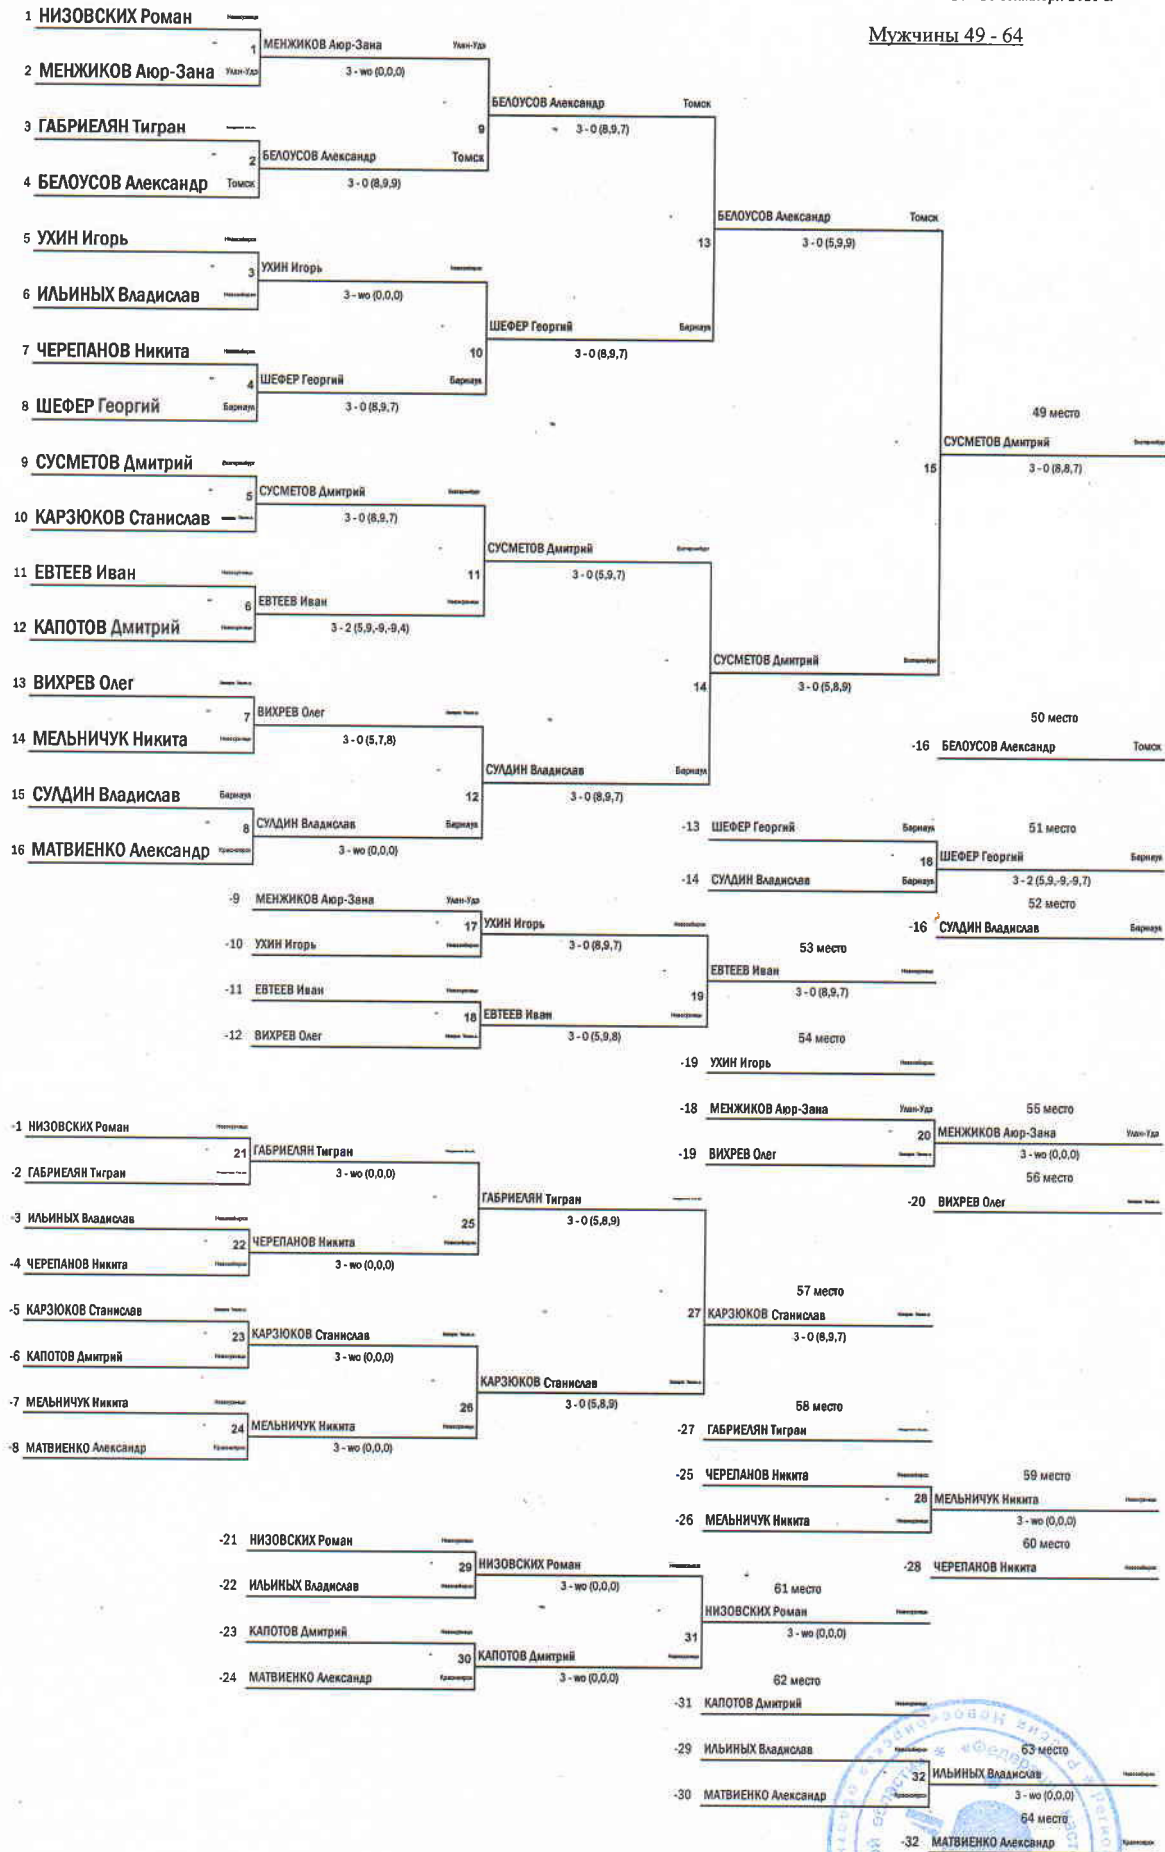 Мужчины 49 - 64
1 НИЗОВСКИХ Роман
1 МЕНЖИКОВ Аюр-Зана Улан-Удэ
2 МЕНЖИКОВ Аюр-Зана Улан-Удэ
3 - wo (0,0,0)
БЕЛОУСОВ Александр Томск
3 ГАБРИЕЛЯН Тигран
9
3 - 0 (8,9,7)
2 БЕЛОУСОВ Александр Томск
4 БЕЛОУСОВ Александр Томск
3 - 0 (8,9,9)
БЕЛОУСОВ Александр Томск
5 УХИН Игорь
13
3 - 0 (5,9,9)
3 УХИН Игорь
6 ИЛЬИНЫХ Владислав
3 - wo (0,0,0)
ШЕФЕР Георгий Барнаул
7 ЧЕРЕПАНОВ Никита
10
3 - 0 (8,9,7)
4 ШЕФЕР Георгий Барнаул
8 ШЕФЕР Георгий Барнаул
3 - 0 (8,9,7)
49 место
СУСМЕТОВ Дмитрий Екатеринбург
9 СУСМЕТОВ Дмитрий Екатеринбург
15
3 - 0 (8,8,7)
5 СУСМЕТОВ Дмитрий Екатеринбург
10 КАРЗЮКОВ Станислав
3 - 0 (8,9,7)
СУСМЕТОВ Дмитрий Екатеринбург
11 ЕВТЕЕВ Иван
11
3 - 0 (5,9,7)
6 ЕВТЕЕВ Иван
12 КАПОТОВ Дмитрий
3 - 2 (5,9,-9,-9,4)
СУСМЕТОВ Дмитрий Екатеринбург
13 ВИХРЕВ Олег
14
3 - 0 (5,8,9)
7 ВИХРЕВ Олег
50 место
14 МЕЛЬНИЧУК Никита
3 - 0 (5,7,8)
-16 БЕЛОУСОВ Александр Томск
СУЛДИН Владислав Барнаул
15 СУЛДИН Владислав Барнаул
12
3 - 0 (8,9,7)
8 СУЛДИН Владислав Барнаул
-13 ШЕФЕР Георгий Барнаул
51 место
16 МАТВИЕНКО Александр Красноярск
3 - wo (0,0,0)
16 ШЕФЕР Георгий Барнаул
-14 СУЛДИН Владислав Барнаул
3 - 2 (5,9,-9,-9,7)
-9 МЕНЖИКОВ Аюр-Зана Улан-Удэ
52 место
17 УХИН Игорь
-16 СУЛДИН Владислав Барнаул
-10 УХИН Игорь
3 - 0 (8,9,7)
53 место
ЕВТЕЕВ Иван
-11 ЕВТЕЕВ Иван
19
3 - 0 (8,9,7)
18 ЕВТЕЕВ Иван
-12 ВИХРЕВ Олег
3 - 0 (5,9,8)
54 место
-19 УХИН Игорь
-18 МЕНЖИКОВ Аюр-Зана Улан-Удэ
55 место
-1 НИЗОВСКИХ Роман
20 МЕНЖИКОВ Аюр-Зана Улан-Удэ
21 ГАБРИЕЛЯН Тигран
-19 ВИХРЕВ Олег
3 - wo (0,0,0)
-2 ГАБРИЕЛЯН Тигран
3 - wo (0,0,0)
56 место
ГАБРИЕЛЯН Тигран
-20 ВИХРЕВ Олег
-3 ИЛЬИНЫХ Владислав
25
3 - 0 (5,8,9)
22 ЧЕРЕПАНОВ Никита
-4 ЧЕРЕПАНОВ Никита
3 - wo (0,0,0)
57 место
-5 КАРЗЮКОВ Станислав
27 КАРЗЮКОВ Станислав
23 КАРЗЮКОВ Станислав
3 - 0 (8,9,7)
-6 КАПОТОВ Дмитрий
3 - wo (0,0,0)
КАРЗЮКОВ Станислав
-7 МЕЛЬНИЧУК Никита
26
3 - 0 (5,8,9)
58 место
24 МЕЛЬНИЧУК Никита
-27 ГАБРИЕЛЯН Тигран
-8 МАТВИЕНКО Александр Красноярск
3 - wo (0,0,0)
-25 ЧЕРЕПАНОВ Никита
59 место
28 МЕЛЬНИЧУК Никита
-26 МЕЛЬНИЧУК Никита
3 - wo (0,0,0)
-21 НИЗОВСКИХ Роман
60 место
29 НИЗОВСКИХ Роман
-28 ЧЕРЕПАНОВ Никита
-22 ИЛЬИНЫХ Владислав
3 - wo (0,0,0)
61 место
НИЗОВСКИХ Роман
-23 КАПОТОВ Дмитрий
31
3 - wo (0,0,0)
30 КАПОТОВ Дмитрий
-24 МАТВИЕНКО Александр Красноярск
3 - wo (0,0,0)
62 место
-31 КАПОТОВ Дмитрий
-29 ИЛЬИНЫХ Владислав
63 место
32 ИЛЬИНЫХ Владислав
-30 МАТВИЕНКО Александр Красноярск
3 - wo (0,0,0)
64 место
-32 МАТВИЕНКО Александр Красноярск